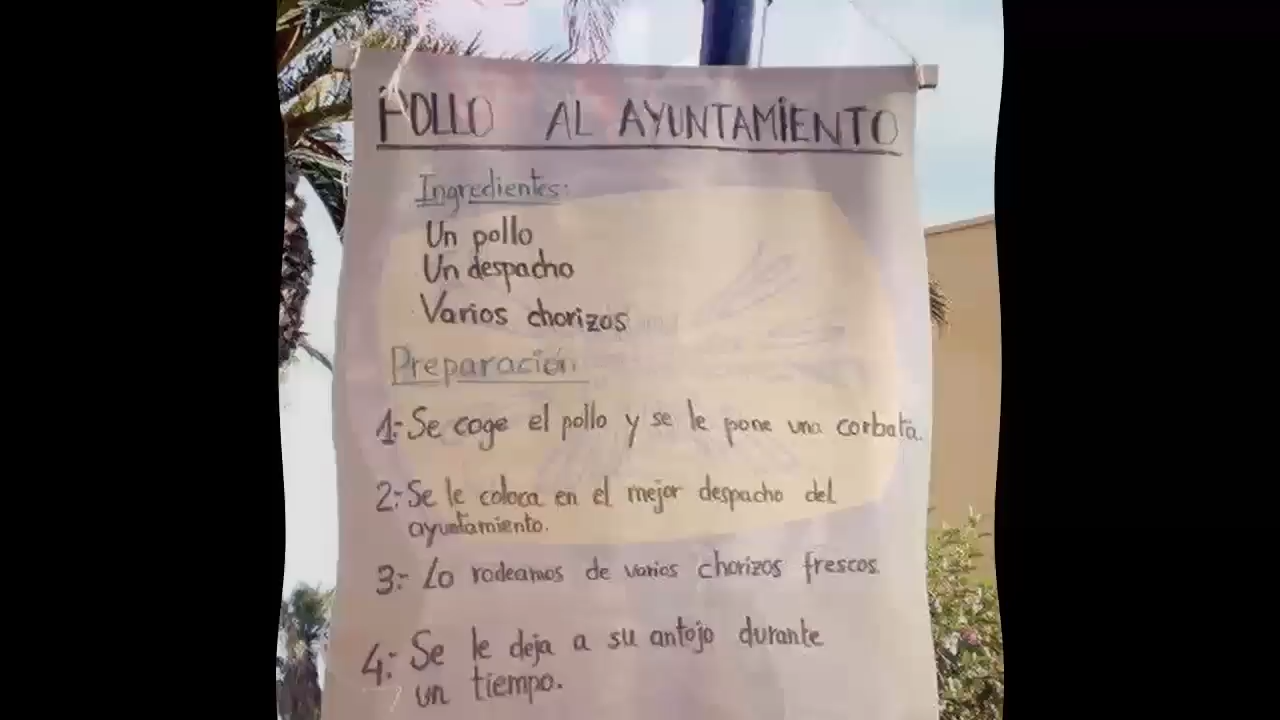 POLLO AL AYUNTAMIENTO
Ingredientes:
Un pollo
Un despacho
Varios chorizos
Preparación:
1:- Se coge el pollo y se le pone una corbata.
2:- Se le coloca en el mejor despacho del
ayuntamiento.
3:- Lo rodeamos de varios chorizos frescos.
4:- Se le deja a su antojo durante
un tiempo.